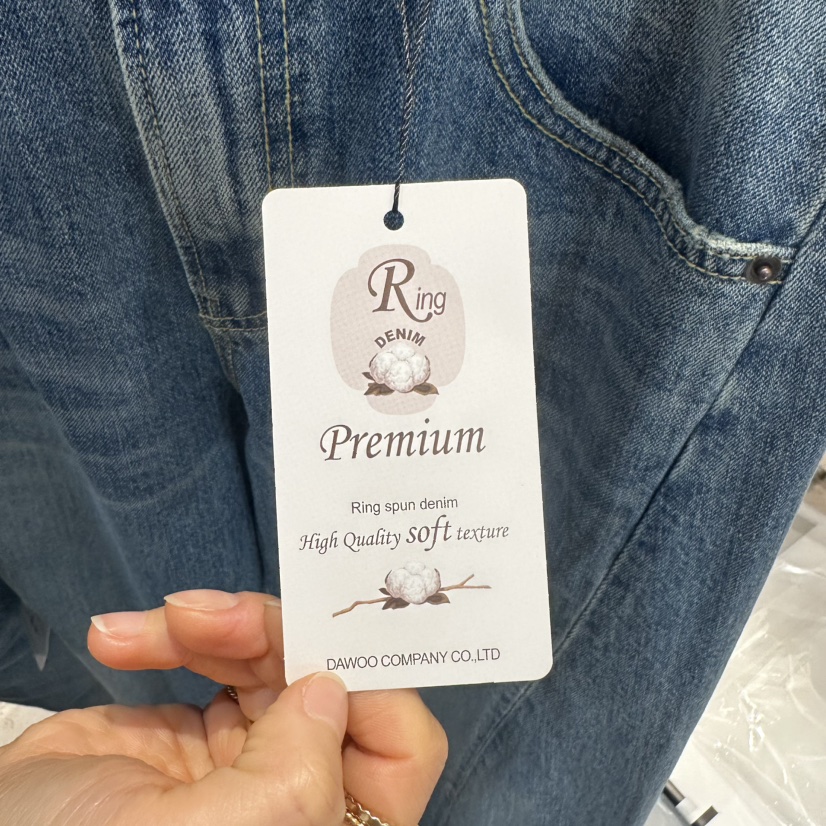 Ring
DENIM
Premium
Ring spun denim
High Quality soft texture
DAWOO COMPANY CO.,LTD